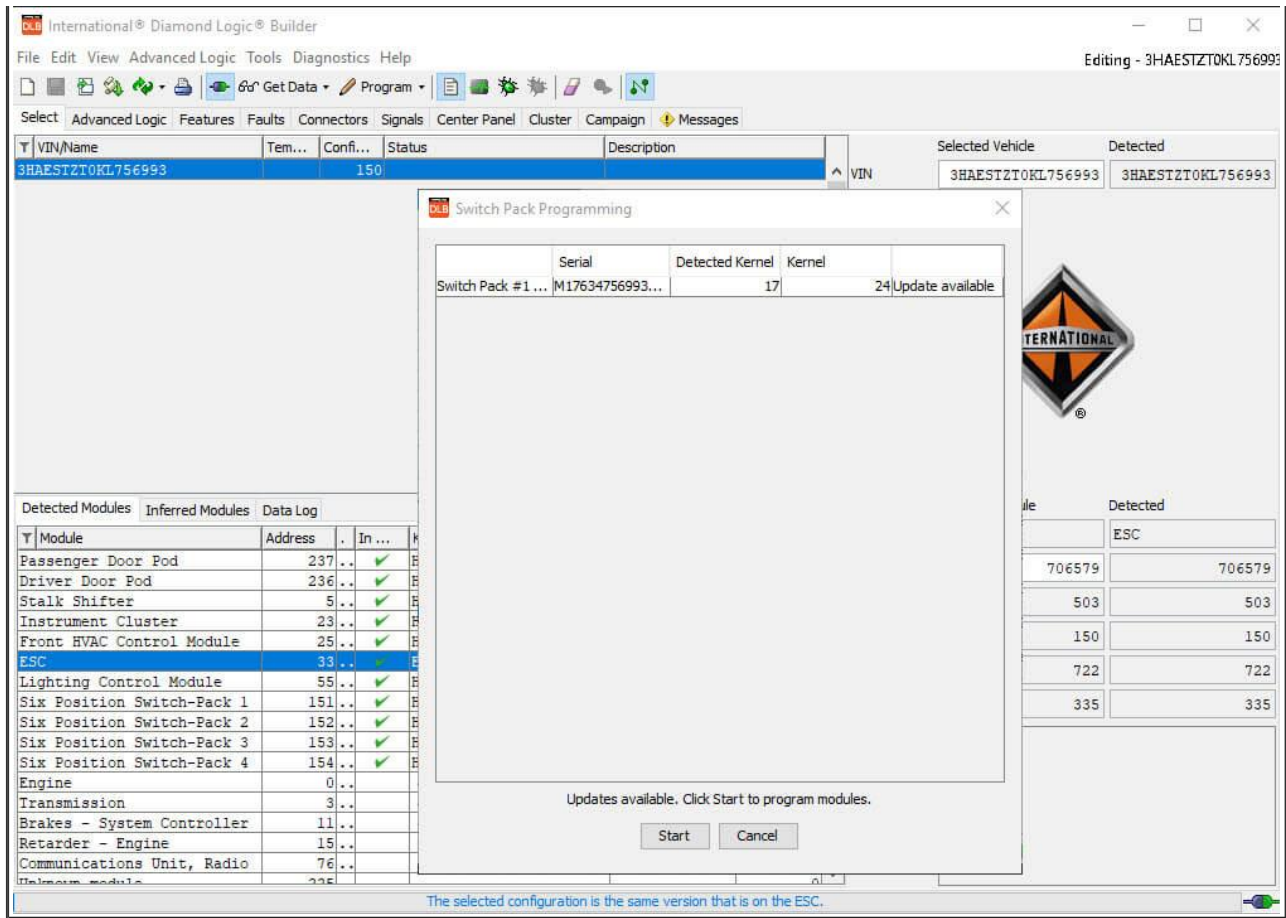 International® Diamond Logic® Builder
File Edit View Advanced Logic Tools Diagnostics Help
Editing - 3HAESTZT0KL756993
Get Data Program
Select Advanced Logic Features Faults Connectors Signals Center Panel Cluster Campaign Messages
VIN/Name Tem... Confi... Status Description
Selected Vehicle Detected
3HAESTZT0KL756993 150
VIN 3HAESTZT0KL756993 3HAESTZT0KL756993
DLB Switch Pack Programming
Serial Detected Kernel Kernel
Switch Pack #1 ... M17634756993... 17 24 Update available
®
Detected Modules Inferred Modules Data Log
Detected
Module Address . In ...
ESC
Passenger Door Pod 237 ..
Driver Door Pod 236 ..
706579 706579
Stalk Shifter 5 ..
503 503
Instrument Cluster 23 ..
Front HVAC Control Module 25 ..
150 150
ESC 33 ..
Lighting Control Module 55 ..
722 722
Six Position Switch-Pack 1 151 ..
335 335
Six Position Switch-Pack 2 152 ..
Six Position Switch-Pack 3 153 ..
Six Position Switch-Pack 4 154 ..
Engine 0 ..
Transmission 3 ..
Brakes - System Controller 11 ..
Retarder - Engine 15 ..
Communications Unit, Radio 76 ..
Updates available. Click Start to program modules.
Start Cancel
The selected configuration is the same version that is on the ESC.